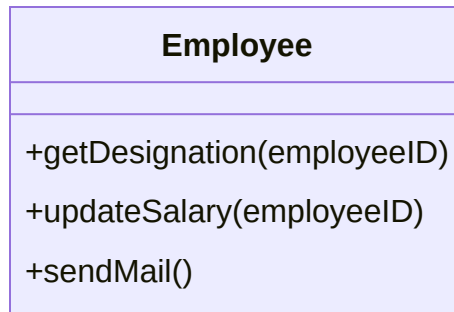 Employee
+getDesignation(employeeID)
+updateSalary(employeeID)
+sendMail()